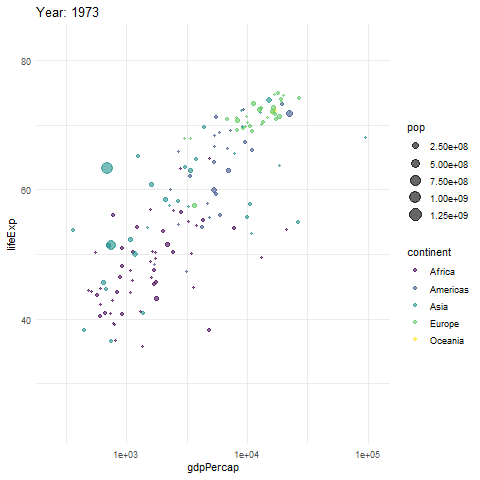 Year: 1973
80
60
40
lifeExp
1e+03
1e+04
1e+05
gdpPercap
pop
2.50e+08
5.00e+08
7.50e+08
1.00e+09
1.25e+09
continent
Africa
Americas
Asia
Europe
Oceania